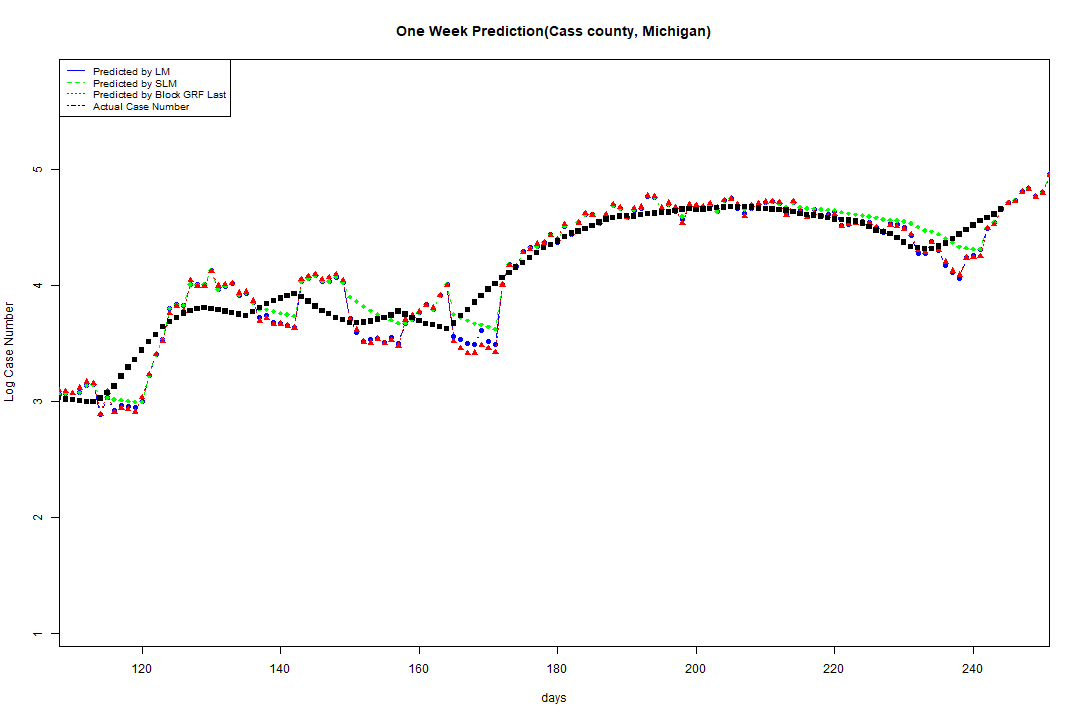 One Week Prediction(Cass county, Michigan)
Predicted by LM
Predicted by SLM
Predicted by Block GRF Last
Actual Case Number
Log Case Number
5
4
3
2
1
120 140 160 180 200 220 240
days